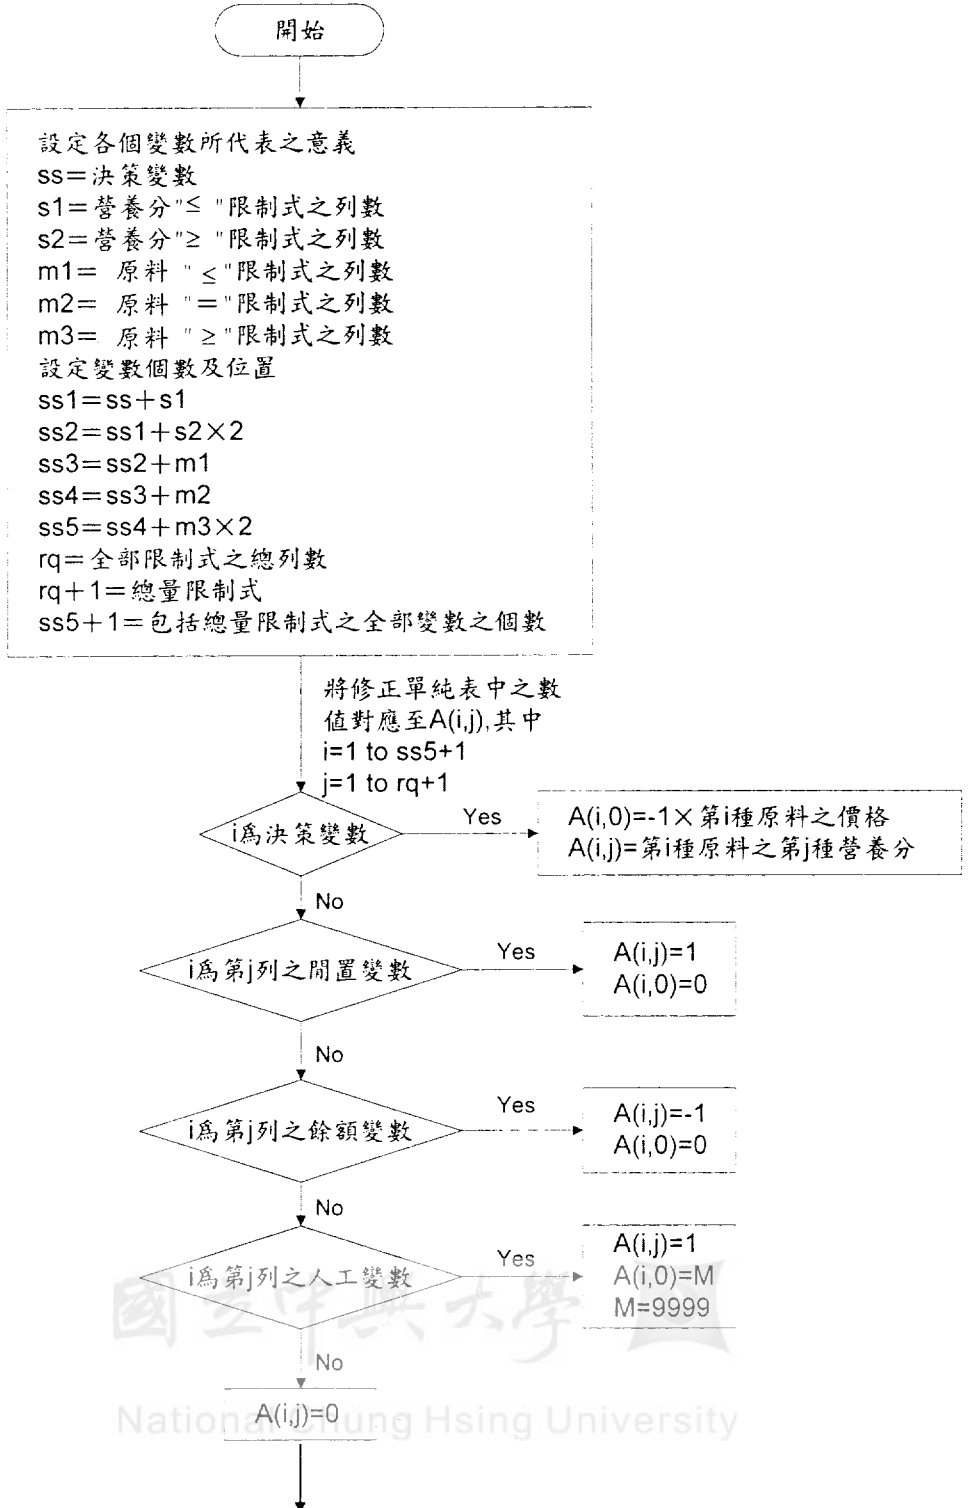 開始
設定各個變數所代表之意義
ss＝決策變數
s1＝營養分"≤ "限制式之列數
s2＝營養分"≥ "限制式之列數
m1＝ 原料 "≤"限制式之列數
m2＝ 原料 "＝"限制式之列數
m3＝ 原料 "≥"限制式之列數
設定變數個數及位置
ss1＝ss＋s1
ss2＝ss1＋s2×2
ss3＝ss2＋m1
ss4＝ss3＋m2
ss5＝ss4＋m3×2
rq＝全部限制式之總列數
rq＋1＝總量限制式
ss5＋1＝包括總量限制式之全部變數之個數
將修正單純表中之數
值對應至A(i,j),其中
i=1 to ss5+1
j=1 to rq+1
i為決策變數
Yes
A(i,0)=-1×第i種原料之價格
A(i,j)=第i種原料之第j種營養分
No
i為第j列之閒置變數
Yes
A(i,j)=1
A(i,0)=0
No
i為第j列之餘額變數
Yes
A(i,j)=-1
A(i,0)=0
No
i為第j列之人工變數
Yes
A(i,j)=1
A(i,0)=M
M=9999
國立中興大學
No
A(i,j)=0
National Chung Hsing University